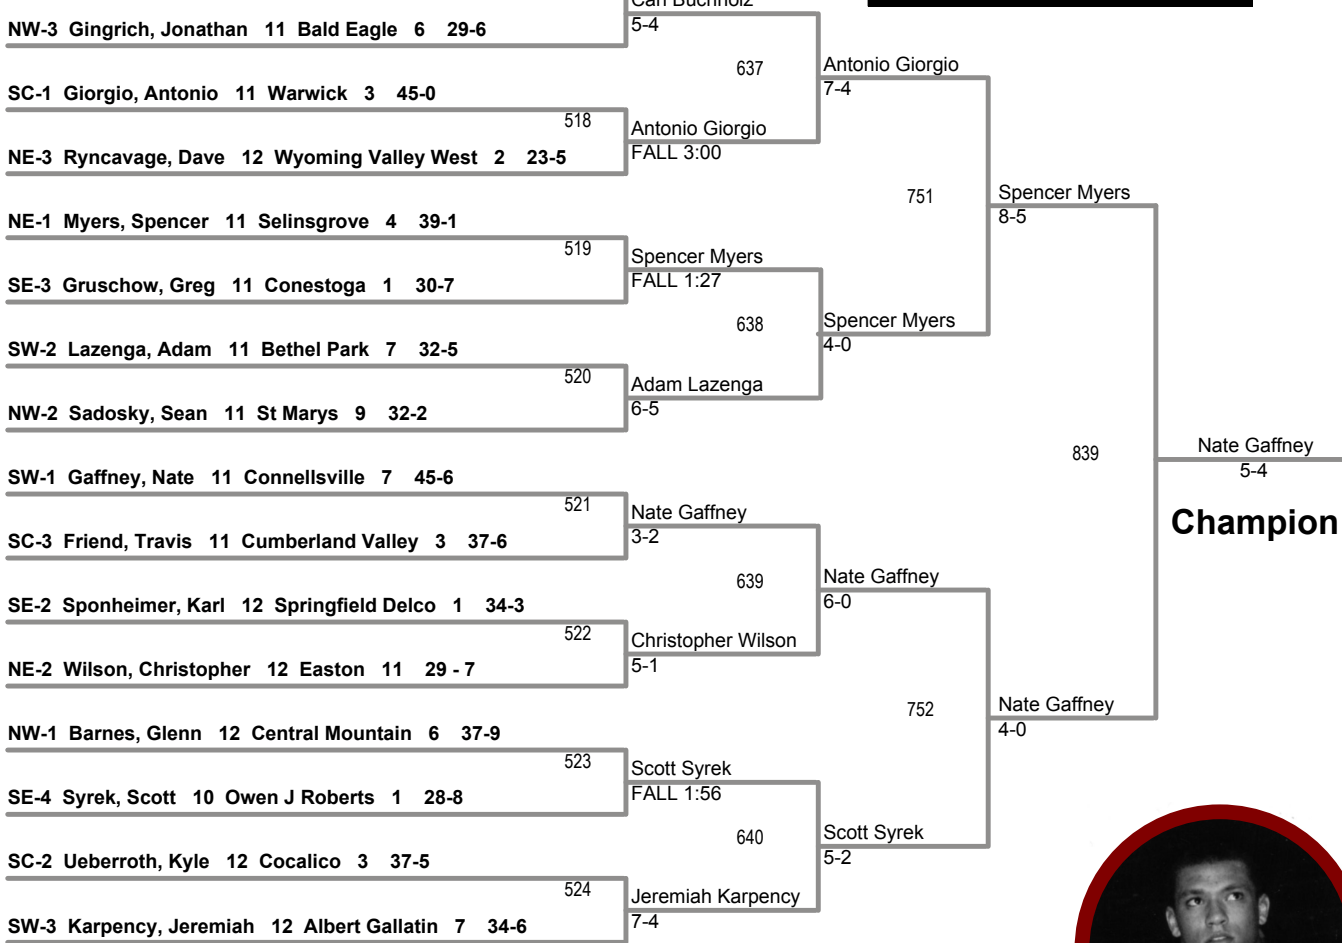 Carl Buchholz
NW-3 Gingrich, Jonathan 11 Bald Eagle 6 29-6
5-4
637
Antonio Giorgio
7-4
SC-1 Giorgio, Antonio 11 Warwick 3 45-0
518
Antonio Giorgio
FALL 3:00
NE-3 Ryncavage, Dave 12 Wyoming Valley West 2 23-5
751
Spencer Myers
8-5
NE-1 Myers, Spencer 11 Selinsgrove 4 39-1
519
Spencer Myers
FALL 1:27
SE-3 Gruschow, Greg 11 Conestoga 1 30-7
638
Spencer Myers
4-0
SW-2 Lazenga, Adam 11 Bethel Park 7 32-5
520
Adam Lazenga
6-5
NW-2 Sadosky, Sean 11 St Marys 9 32-2
839
Nate Gaffney
5-4
Champion
SW-1 Gaffney, Nate 11 Connellsville 7 45-6
521
Nate Gaffney
3-2
SC-3 Friend, Travis 11 Cumberland Valley 3 37-6
639
Nate Gaffney
6-0
SE-2 Sponheimer, Karl 12 Springfield Delco 1 34-3
522
Christopher Wilson
5-1
NE-2 Wilson, Christopher 12 Easton 11 29 - 7
752
Nate Gaffney
4-0
NW-1 Barnes, Glenn 12 Central Mountain 6 37-9
523
Scott Syrek
FALL 1:56
SE-4 Syrek, Scott 10 Owen J Roberts 1 28-8
640
Scott Syrek
5-2
SC-2 Ueberroth, Kyle 12 Cocalico 3 37-5
524
Jeremiah Karpency
7-4
SW-3 Karpency, Jeremiah 12 Albert Gallatin 7 34-6